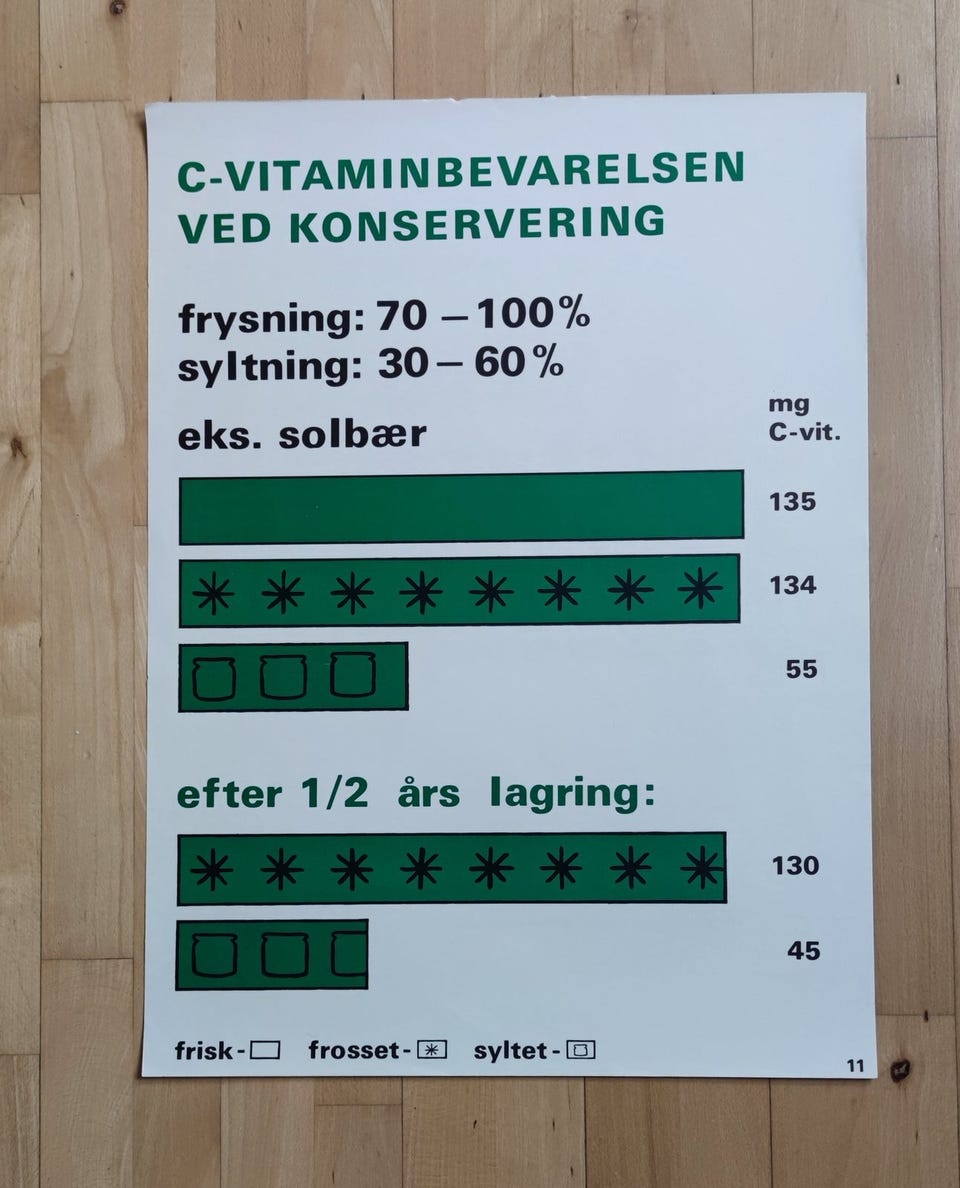 C-VITAMINBEVARELSEN
VED KONSERVERING
frysning: 70 – 100%
syltning: 30 – 60%
eks. solbær
mg
C-vit.
135
134
55
efter 1/2 års lagring:
130
45
frisk- frosset- syltet-
11